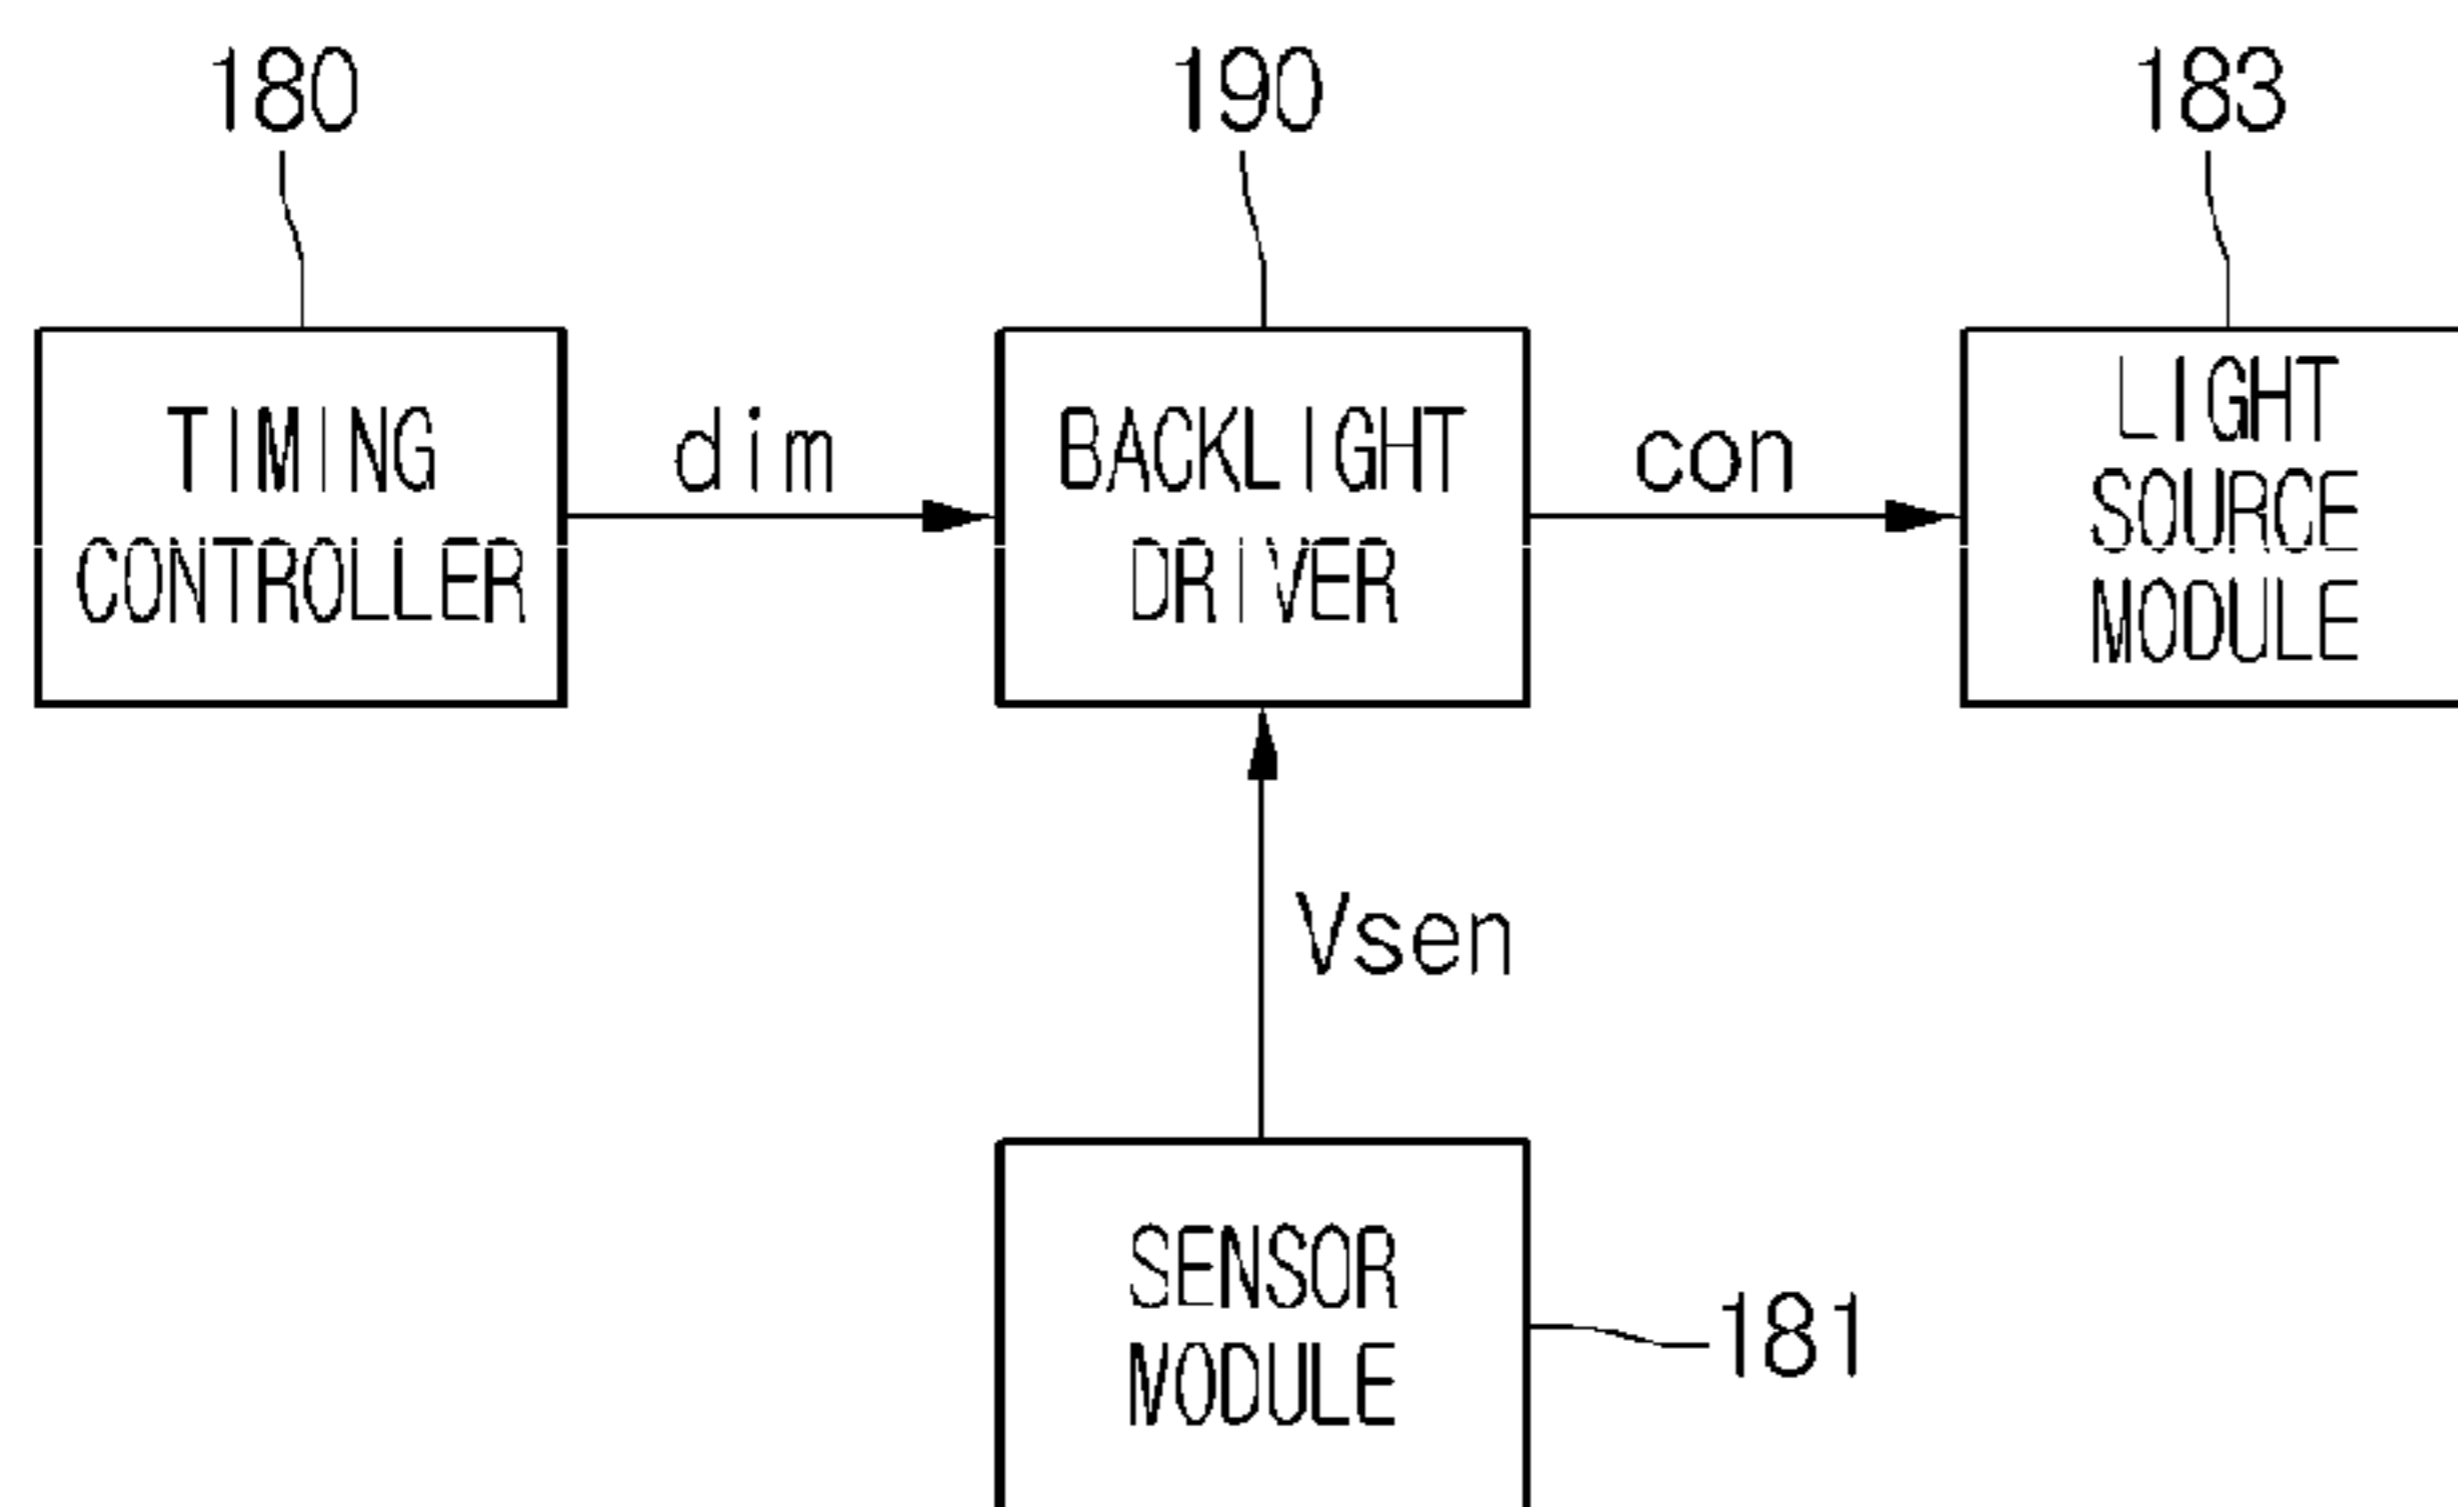 180
190
183
TIMING
CONTROLLER
dim
BACKLIGHT
DRIVER
con
LIGHT
SOURCE
MODULE
Vsen
SENSOR
MODULE
181